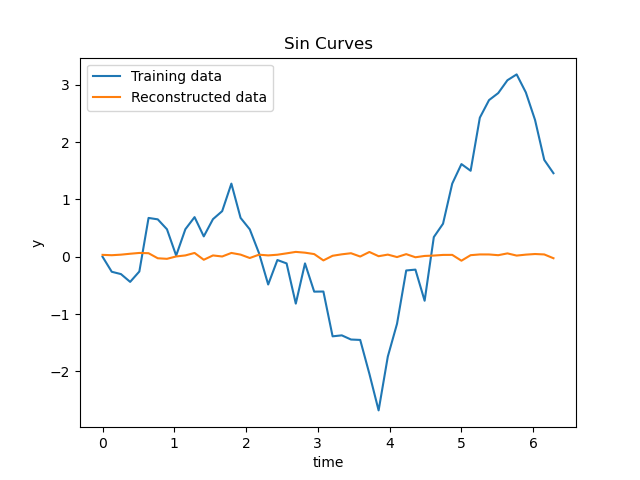 Sin Curves
Training data
Reconstructed data
y
3
2
1
0
−1
−2
0 1 2 3 4 5 6
time